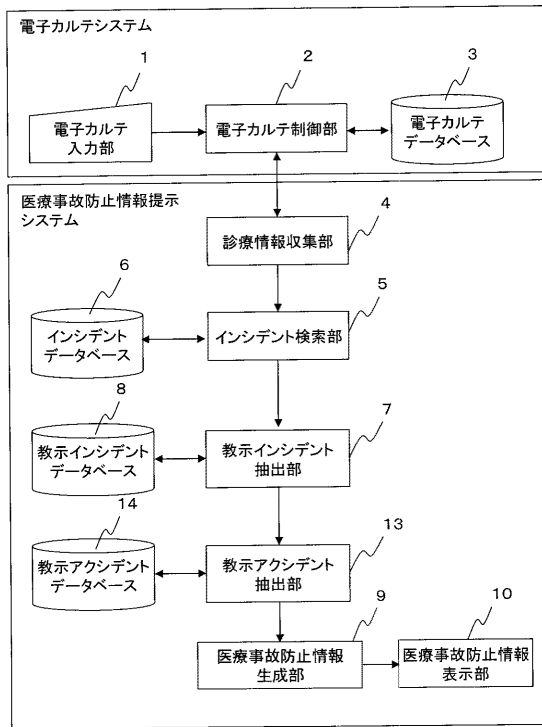 電子カルテシステム
1
2
3
電子カルテ
入力部
電子カルテ制御部
電子カルテ
データベース
医療事故防止情報提示
システム
4
診療情報収集部
6
5
インシデント
データベース
インシデント検索部
8
7
教示インシデント
データベース
教示インシデント
抽出部
14
13
教示アクシデント
データベース
教示アクシデント
抽出部
9
10
医療事故防止情報
生成部
医療事故防止情報
表示部